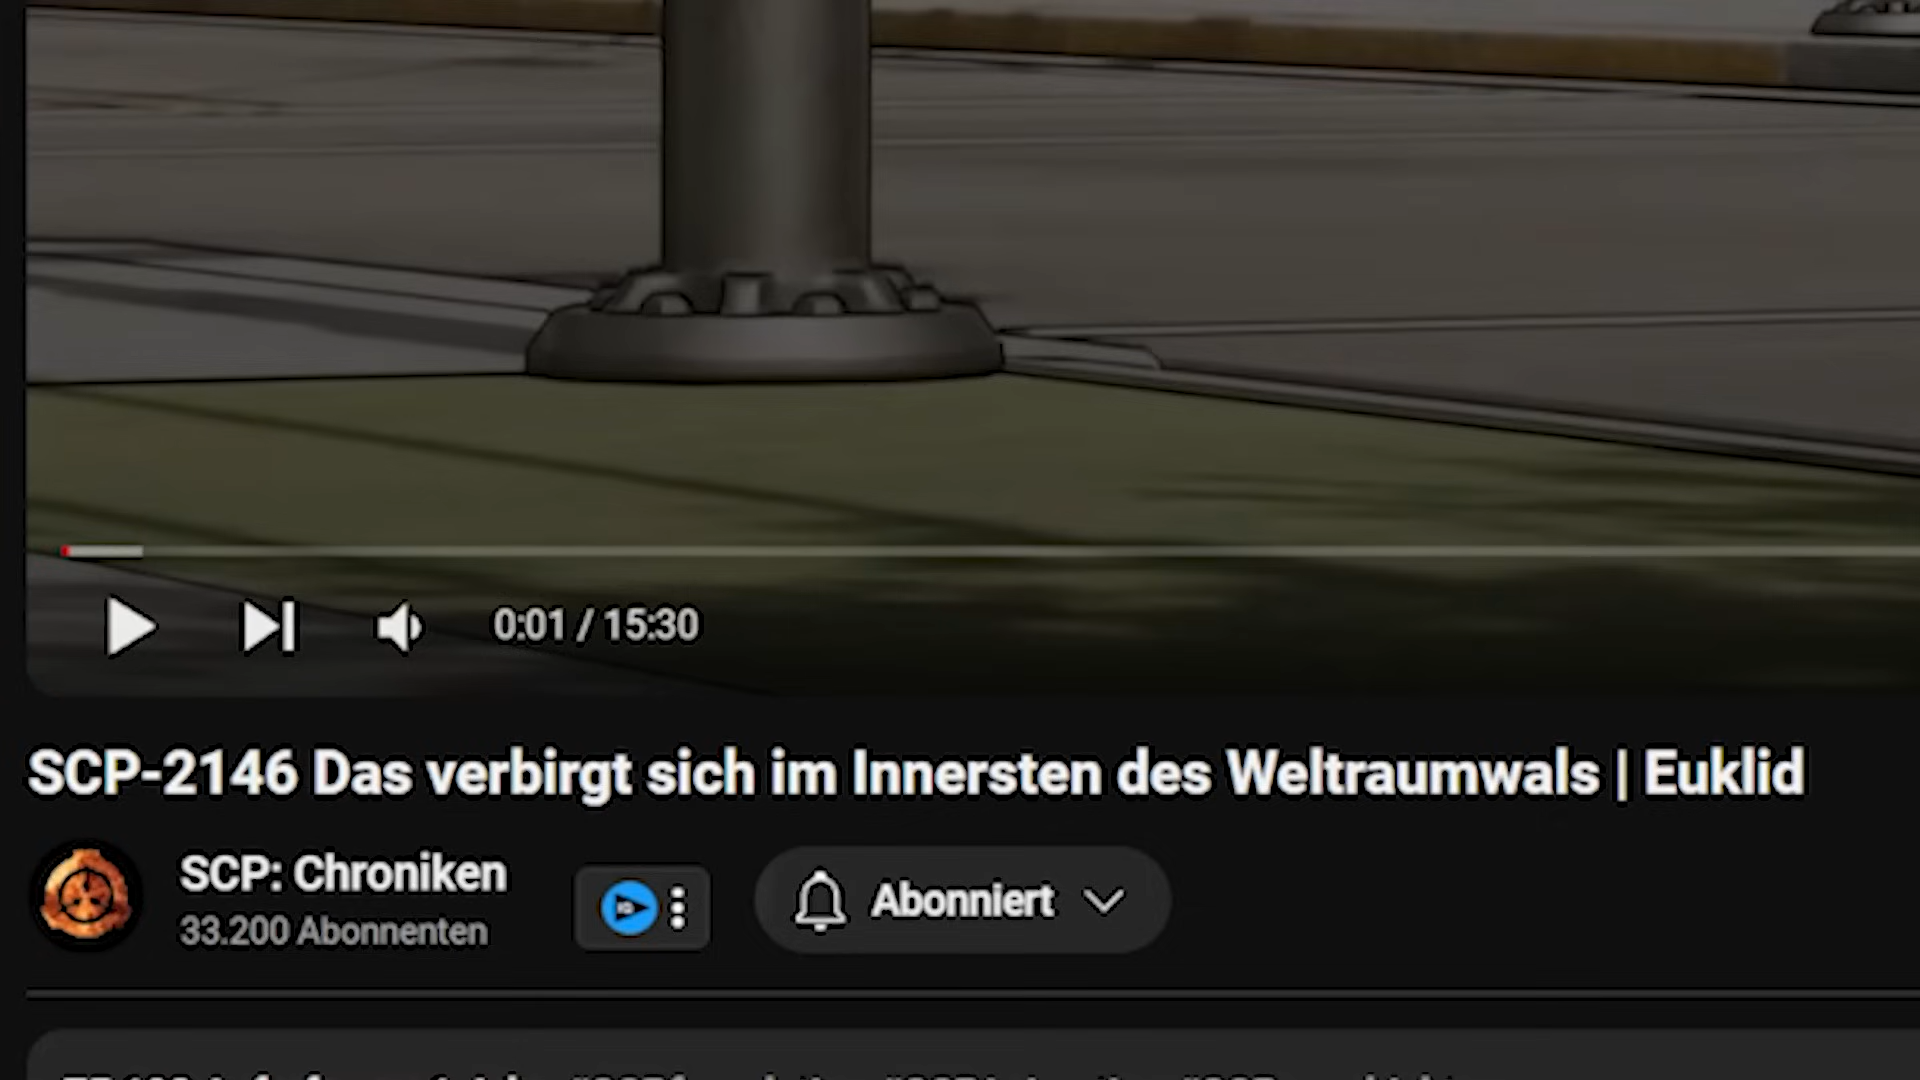 0:01 / 15:30
SCP-2146 Das verbirgt sich im Innersten des Weltraumwals | Euklid
SCP: Chroniken
33.200 Abonnenten
Abonniert